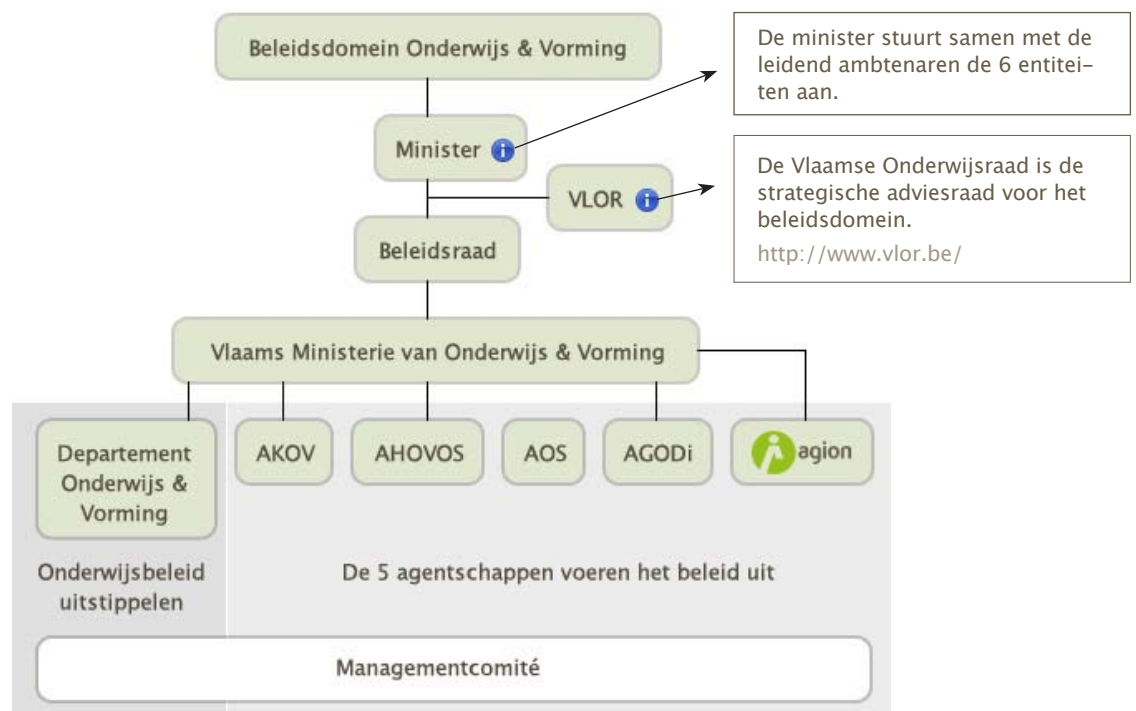 Beleidsdomein Onderwijs & Vorming
De minister stuurt samen met de
leidend ambtenaren de 6 entitei-
ten aan.
Minister
De Vlaamse Onderwijsraad is de
strategische adviesraad voor het
beleidsdomein.
http://www.vlor.be/
VLOR
Beleidsraad
Vlaams Ministerie van Onderwijs & Vorming
Departement
Onderwijs &
Vorming
AKOV
AHOVOS
AOS
AGODi
agion
Onderwijsbeleid
uitstippelen
De 5 agentschappen voeren het beleid uit
Managementcomité